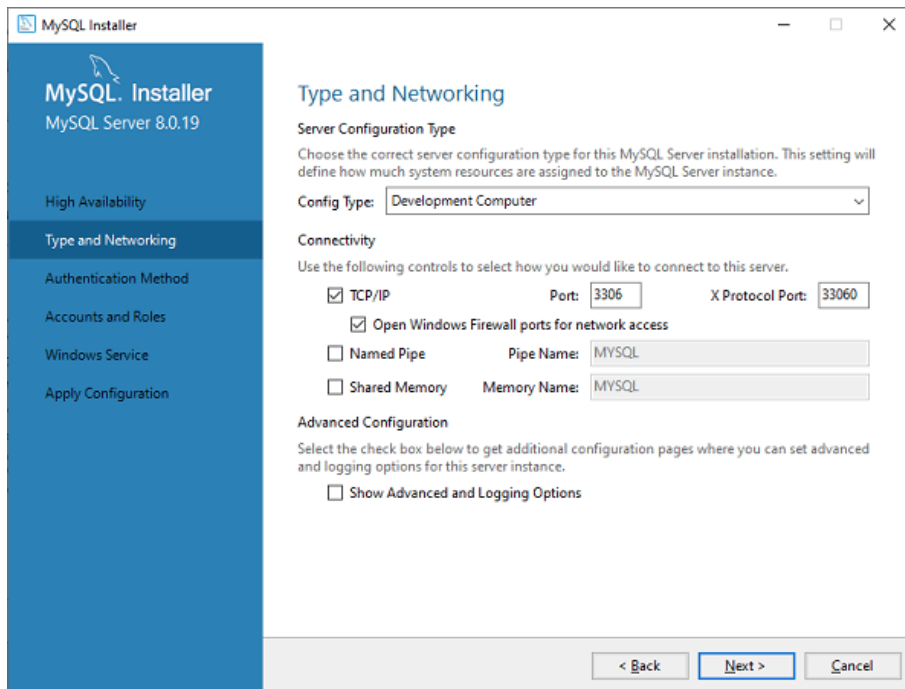 MySQL Installer
MySQL. Installer
MySQL Server 8.0.19
High Availability
Type and Networking
Authentication Method
Accounts and Roles
Windows Service
Apply Configuration
Type and Networking
Server Configuration Type
Choose the correct server configuration type for this MySQL Server installation. This setting will
define how much system resources are assigned to the MySQL Server instance.
Config Type: Development Computer
Connectivity
Use the following controls to select how you would like to connect to this server.
TCP/IP Port: 3306 X Protocol Port: 33060
Open Windows Firewall ports for network access
Named Pipe Pipe Name: MYSQL
Shared Memory Memory Name: MYSQL
Advanced Configuration
Select the check box below to get additional configuration pages where you can set advanced
and logging options for this server instance.
Show Advanced and Logging Options
< Back Next > Cancel